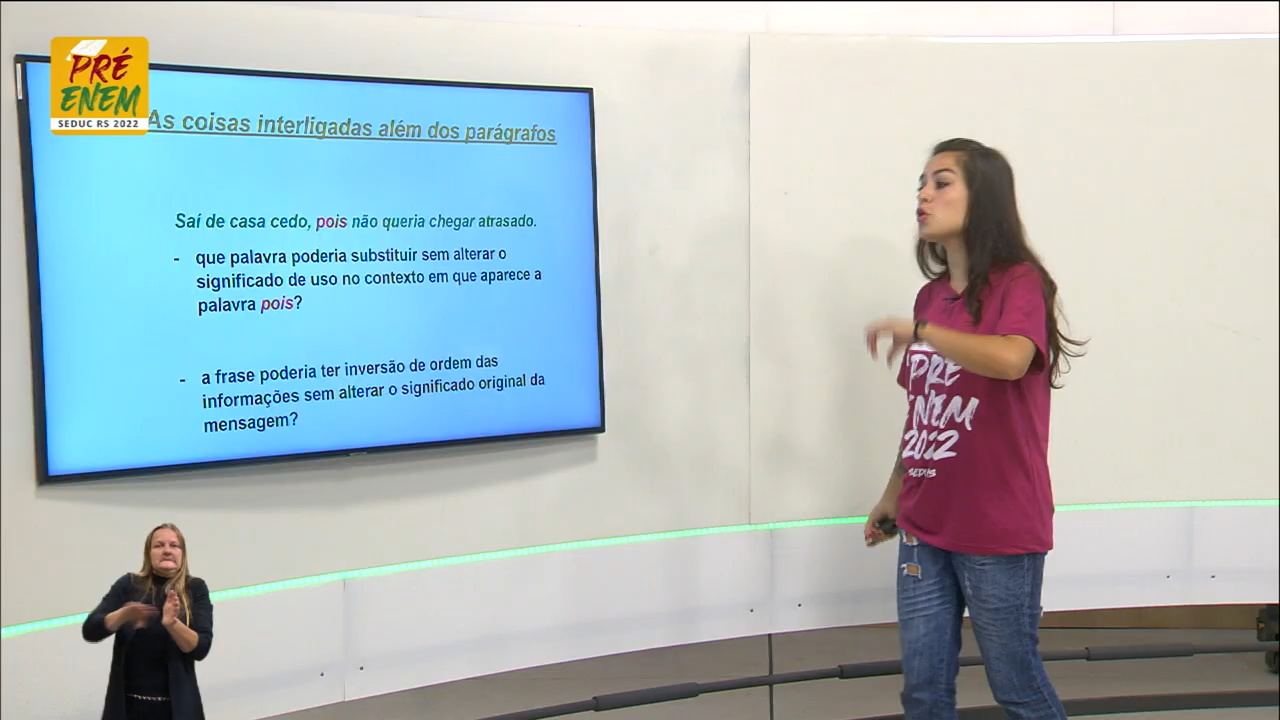 PRÉ
ENEM
SEDUC RS 2022
As coisas interligadas além dos parágrafos
Saí de casa cedo, pois não queria chegar atrasado.
- que palavra poderia substituir sem alterar o
significado de uso no contexto em que aparece a
palavra pois?
- a frase poderia ter inversão de ordem das
informações sem alterar o significado original da
mensagem?
PRÉ
ENEM
2022